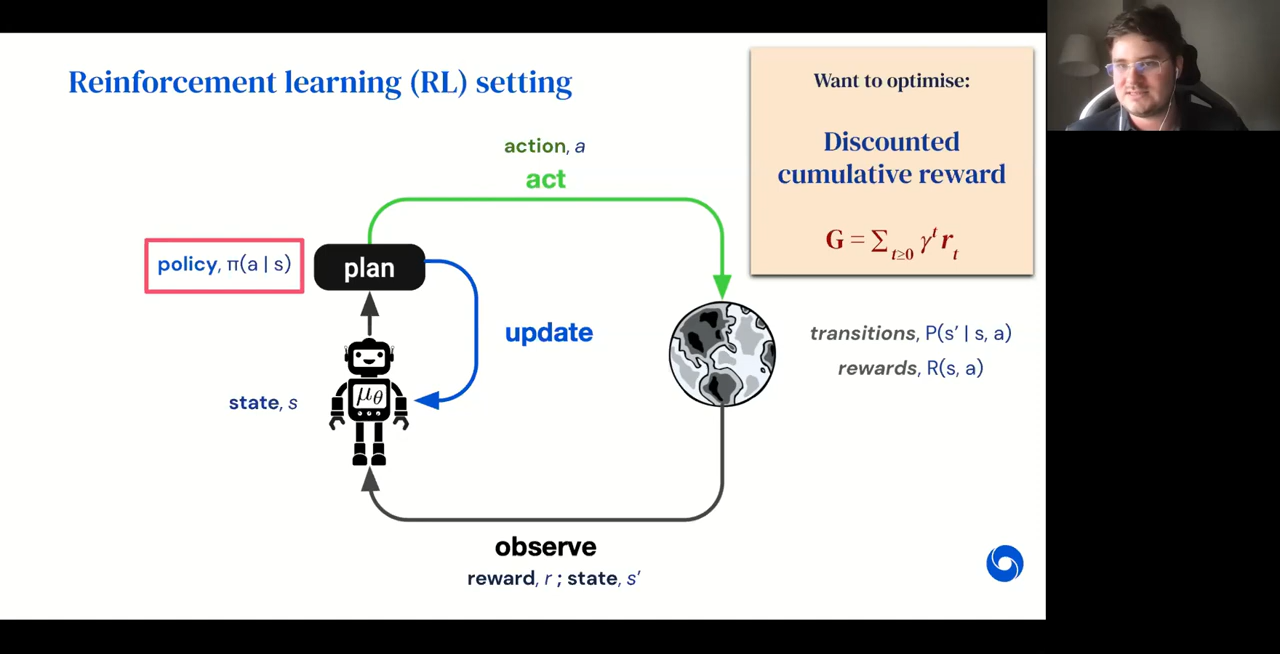 Reinforcement learning (RL) setting
Want to optimise:
Discounted
cumulative reward
G = ∑ₜ≥₀ γᵗ rₜ
action, a
act
policy, π(a | s)
plan
update
transitions, P(s′ | s, a)
rewards, R(s, a)
state, s
μθ
observe
reward, r ; state, s′